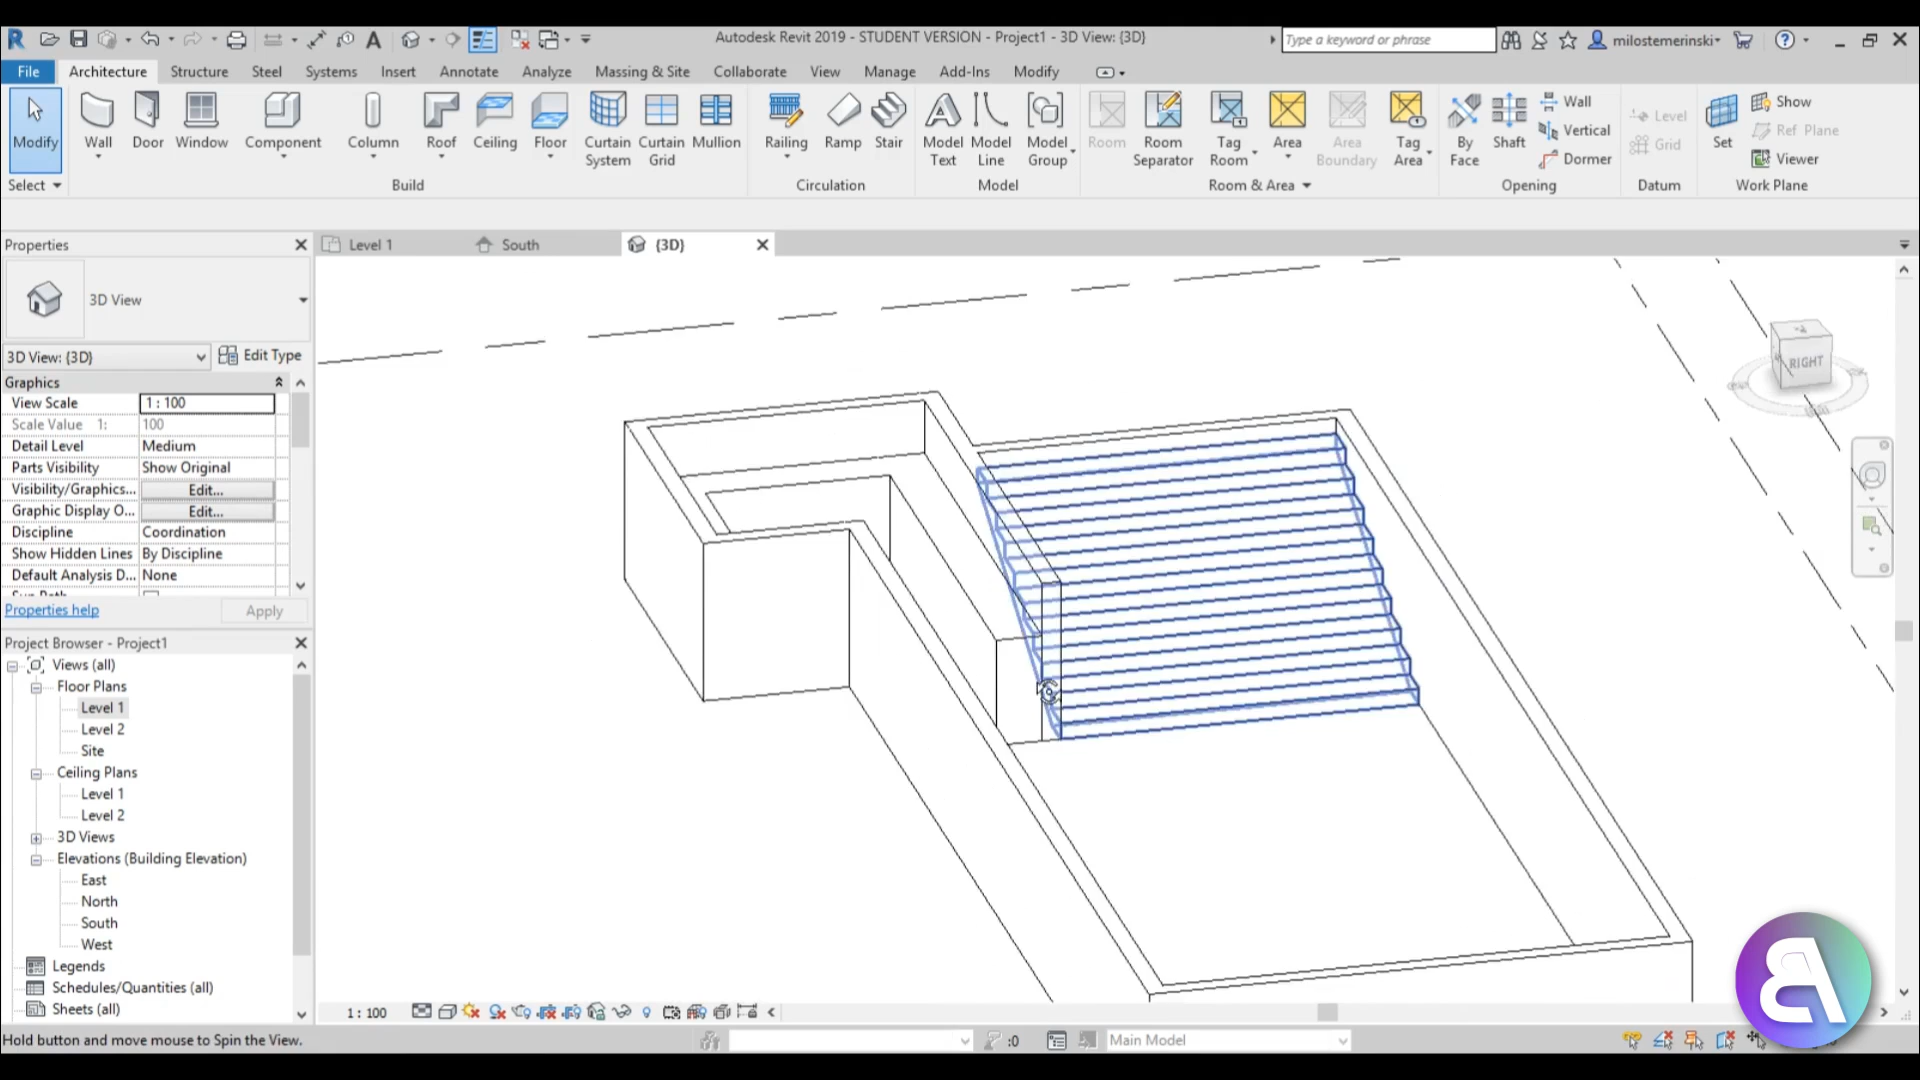 Autodesk Revit 2019 - STUDENT VERSION - Project1 - 3D View: {3D}
Type a keyword or phrase
milostemerinski
File Architecture Structure Steel Systems Insert Annotate Analyze Massing & Site Collaborate View Manage Add-Ins Modify
Modify Wall Door Window Component Column Roof Ceiling Floor Curtain System Curtain Grid Mullion Railing Ramp Stair Model Text Model Line Model Group Room Room Separator Tag Room Area Area Boundary Tag Area By Face Shaft Wall Vertical Dormer Level Grid Set Show Ref Plane Viewer
Select Build Circulation Model Room & Area Opening Datum Work Plane
Properties
Level 1 South {3D}
3D View
3D View: {3D} Edit Type
Graphics
View Scale 1 : 100
Scale Value 1: 100
Detail Level Medium
Parts Visibility Show Original
Visibility/Graphics... Edit...
Graphic Display O... Edit...
Discipline Coordination
Show Hidden Lines By Discipline
Default Analysis D... None
Properties help Apply
RIGHT
Project Browser - Project1
Views (all)
Floor Plans
Level 1
Level 2
Site
Ceiling Plans
Level 1
Level 2
3D Views
Elevations (Building Elevation)
East
North
South
West
Legends
Schedules/Quantities (all)
Sheets (all)
1 : 100
Hold button and move mouse to Spin the View.
:0
Main Model